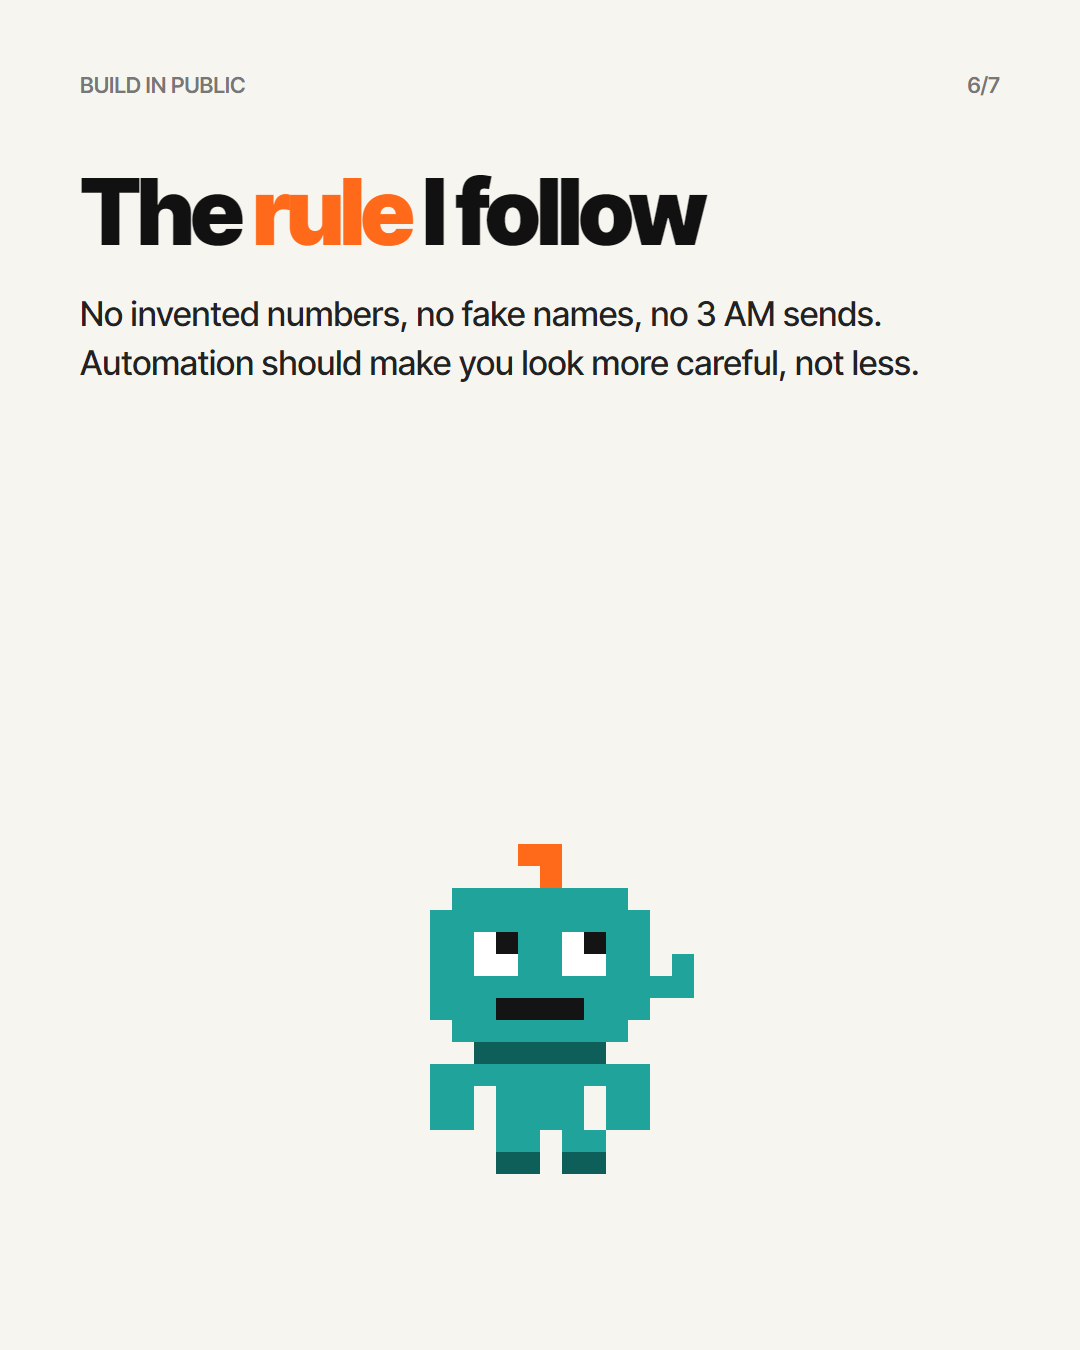 BUILD IN PUBLIC
6/7
The rule I follow
No invented numbers, no fake names, no 3 AM sends.
Automation should make you look more careful, not less.